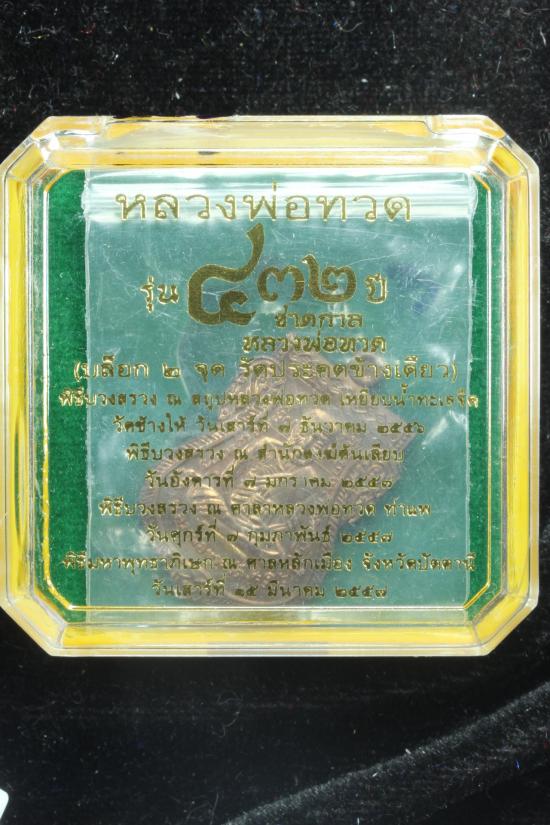 หลวงพ่อทวด
รุ่น ๔๓๒ ปี
ชาตกาล
หลวงพ่อทวด
(บล็อก ๒ จุด รัดประคตข้างเดียว)
พิธีบวงสรวง ณ สถูปหลวงพ่อทวด เหยียบน้ำทะเลจืด
วัดช้างให้ วันเสาร์ที่ ๗ ธันวาคม ๒๕๕๖
พิธีบวงสรวง ณ สำนักสงฆ์ต้นเลียบ
วันอังคารที่ ๗ มกราคม ๒๕๕๗
พิธีบวงสรวง ณ ศาลาหลวงพ่อทวด ท่าแพ
วันศุกร์ที่ ๗ กุมภาพันธ์ ๒๕๕๗
พิธีมหาพุทธาภิเษก ณ ศาลหลักเมือง จังหวัดปัตตานี
วันเสาร์ที่ ๑๕ มีนาคม ๒๕๕๗